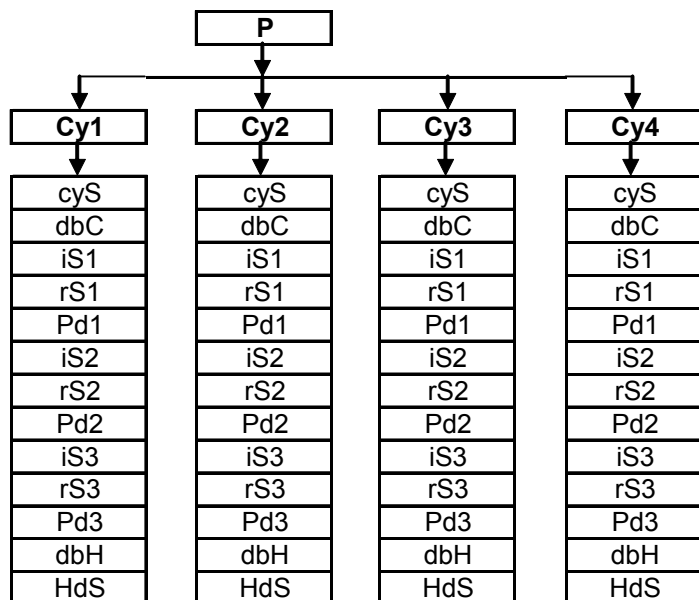 P
Cy1 Cy2 Cy3 Cy4
cyS cyS cyS cyS
dbC dbC dbC dbC
iS1 iS1 iS1 iS1
rS1 rS1 rS1 rS1
Pd1 Pd1 Pd1 Pd1
iS2 iS2 iS2 iS2
rS2 rS2 rS2 rS2
Pd2 Pd2 Pd2 Pd2
iS3 iS3 iS3 iS3
rS3 rS3 rS3 rS3
Pd3 Pd3 Pd3 Pd3
dbH dbH dbH dbH
HdS HdS HdS HdS